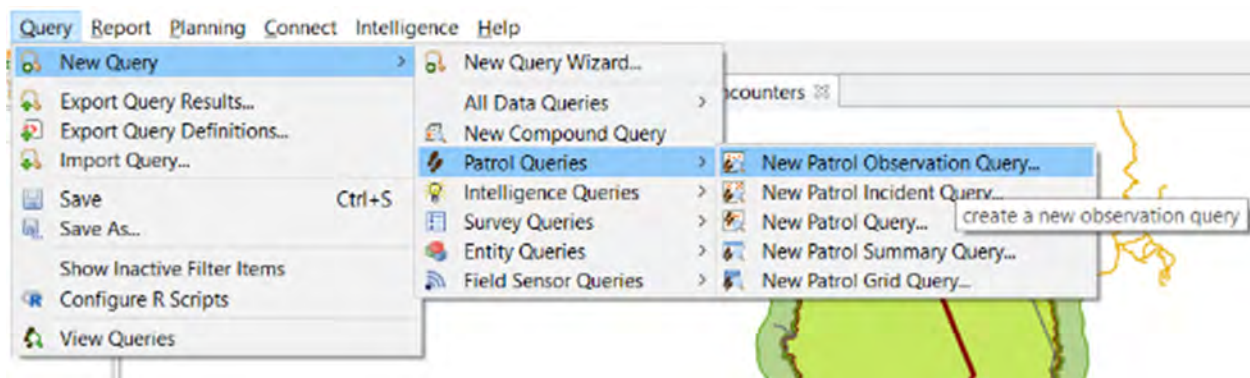 Query Report Planning Connect Intelligence Help
New Query
Export Query Results...
Export Query Definitions...
Import Query...
Save Ctrl+S
Save As...
Show Inactive Filter Items
Configure R Scripts
View Queries
New Query Wizard...
All Data Queries
New Compound Query
Patrol Queries
Intelligence Queries
Survey Queries
Entity Queries
Field Sensor Queries
New Patrol Observation Query...
New Patrol Incident Query...
New Patrol Query...
New Patrol Summary Query...
New Patrol Grid Query...
create a new observation query